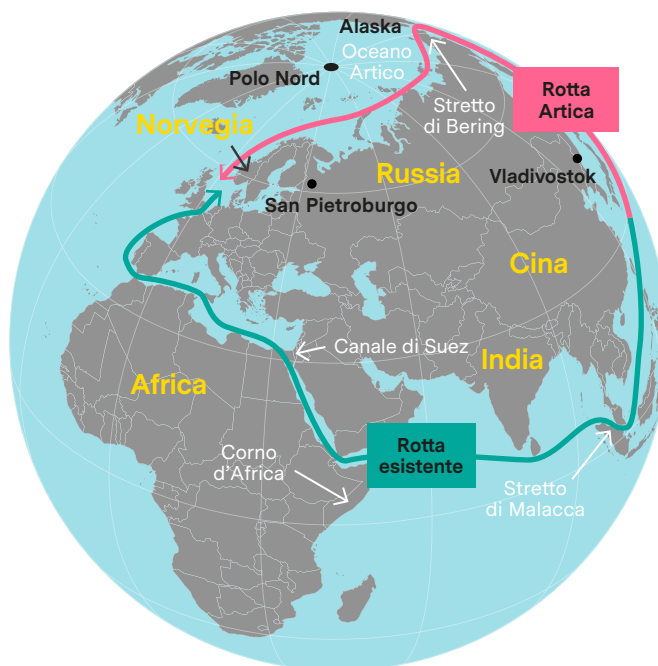 Alaska
Oceano
Artico
Polo Nord
Rotta
Artica
Stretto
di Bering
Norvegia
Russia
Vladivostok
San Pietroburgo
Cina
Canale di Suez
India
Africa
Rotta
esistente
Corno
d'Africa
Stretto
di Malacca